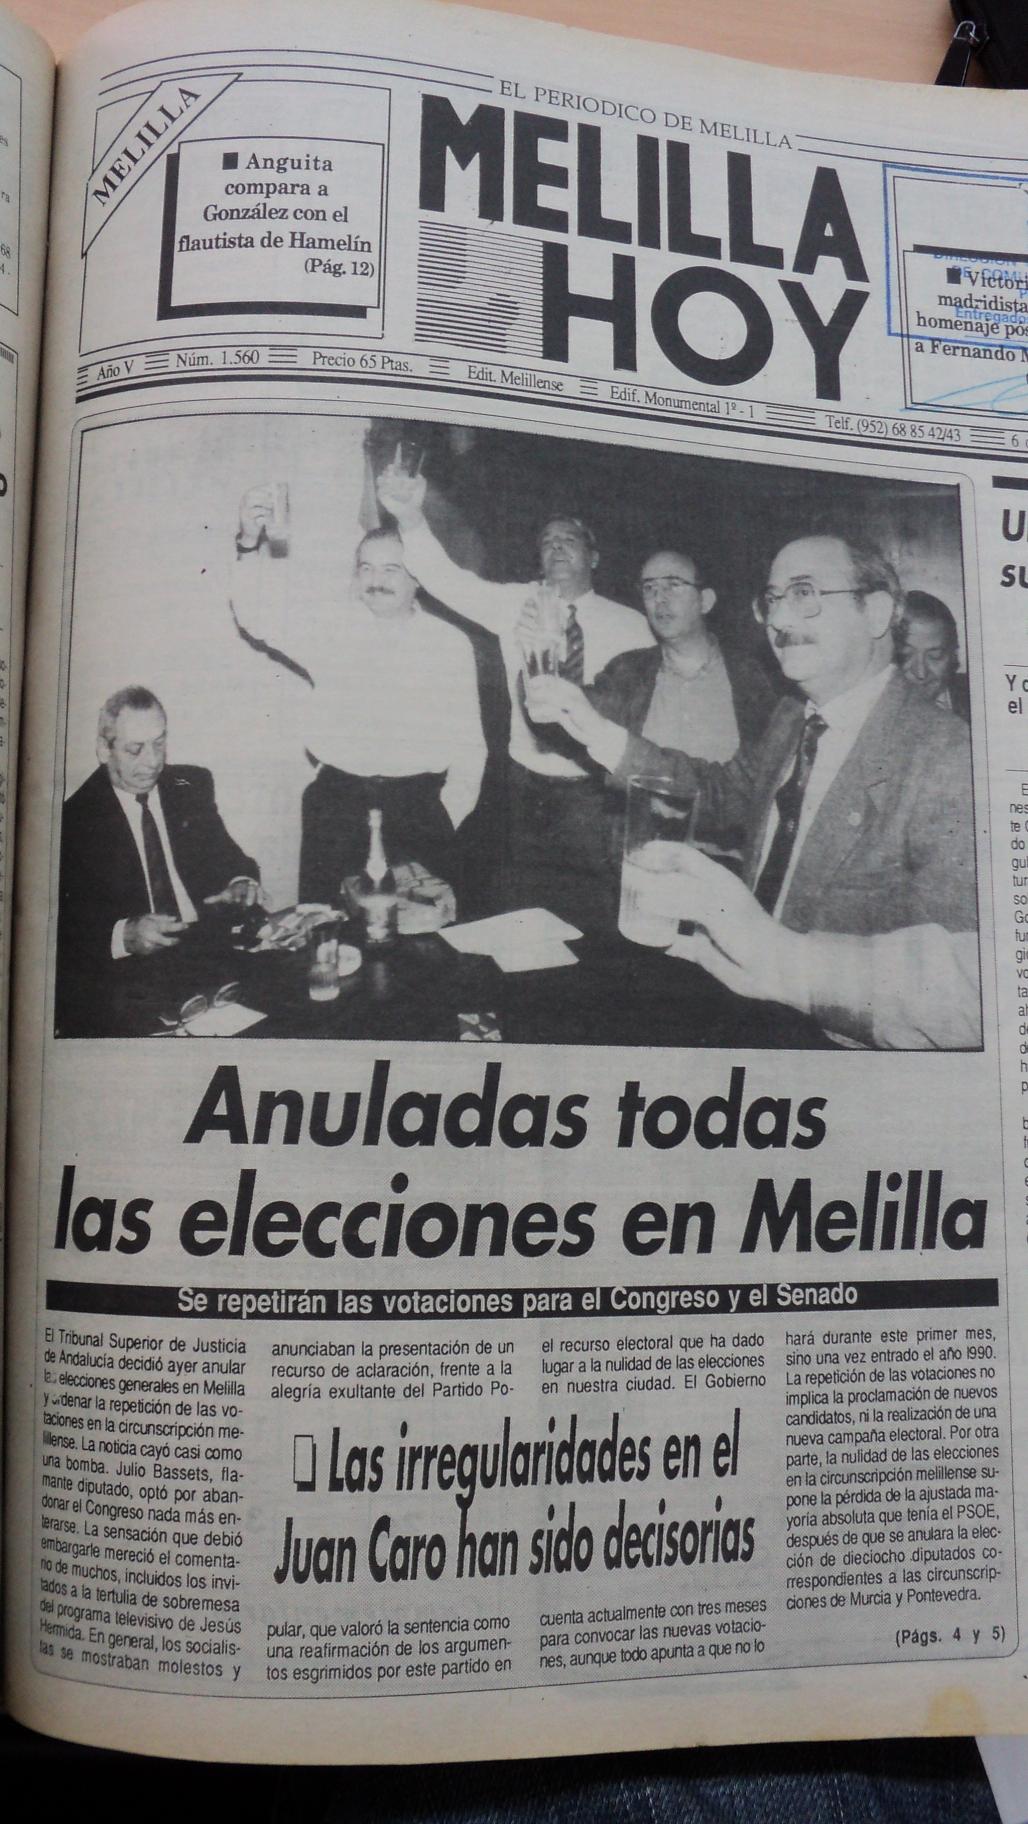 EL PERIODICO DE MELILLA
MELILLA
HOY
MELILLA
■ Anguita
compara a
González con el
flautista de Hamelín
(Pág. 12)
madridista
homenaje
a Fernando
Entregado
Año V
Núm. 1.560
Precio 65 Ptas.
Edit. Melillense
Edif. Monumental 1º - 1
Telf. (952) 68 85 42/43
6
Anuladas todas
las elecciones en Melilla
Se repetirán las votaciones para el Congreso y el Senado
El Tribunal Superior de Justicia
de Andalucía decidió ayer anular
elecciones generales en Melilla
y ordenar la repetición de las vo-
taciones en la circunscripción me-
lillense. La noticia cayó casi como
una bomba. Julio Bassets, fla-
mante diputado, optó por aban-
donar el Congreso nada más en-
terarse. La sensación que debió
embargarle mereció el comenta-
rio de muchos, incluidos los invi-
tados a la tertulia de sobremesa
del programa televisivo de Jesús
Hermida. En general, los socialis-
tas se mostraban molestos y
anunciaban la presentación de un
recurso de aclaración, frente a la
alegría exultante del Partido Po-
❏ Las irregularidades en el
Juan Caro han sido decisorias
pular, que valoró la sentencia como
una reafirmación de los argumen-
tos esgrimidos por este partido en
el recurso electoral que ha dado
lugar a la nulidad de las elecciones
en nuestra ciudad. El Gobierno
cuenta actualmente con tres meses
para convocar las nuevas votacio-
nes, aunque todo apunta a que no lo
hará durante este primer mes,
sino una vez entrado el año 1990.
La repetición de las votaciones no
implica la proclamación de nuevos
candidatos, ni la realización de una
nueva campaña electoral. Por otra
parte, la nulidad de las elecciones
en la circunscripción melillense su-
pone la pérdida de la ajustada ma-
yoría absoluta que tenía el PSOE,
después de que se anulara la elec-
ción de dieciocho diputados co-
rrespondientes a las circunscrip-
ciones de Murcia y Pontevedra.
(Págs. 4 y 5)